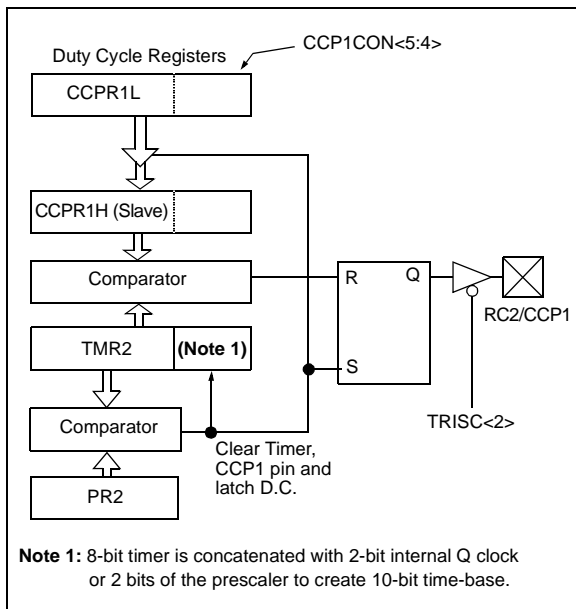 Duty Cycle Registers
CCP1CON<5:4>
CCPR1L
CCPR1H (Slave)
Comparator
R
Q
RC2/CCP1
TMR2
(Note 1)
S
TRISC<2>
Comparator
Clear Timer,
CCP1 pin and
latch D.C.
PR2
Note 1: 8-bit timer is concatenated with 2-bit internal Q clock
or 2 bits of the prescaler to create 10-bit time-base.